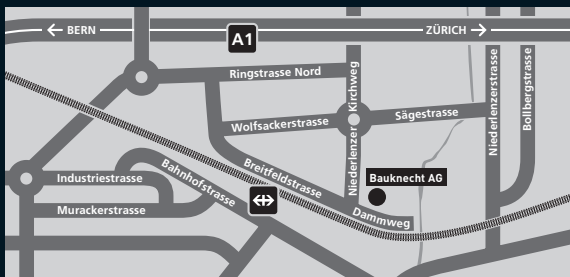 BERN
A1
ZÜRICH
Ringstrasse Nord
Niederlenzer Kirchweg
Niederlenzerstrasse
Bollbergstrasse
Wolfsackerstrasse
Sägestrasse
Industriestrasse
Bahnhofstrasse
Breitfeldstrasse
Bauknecht AG
Murackerstrasse
Dammweg